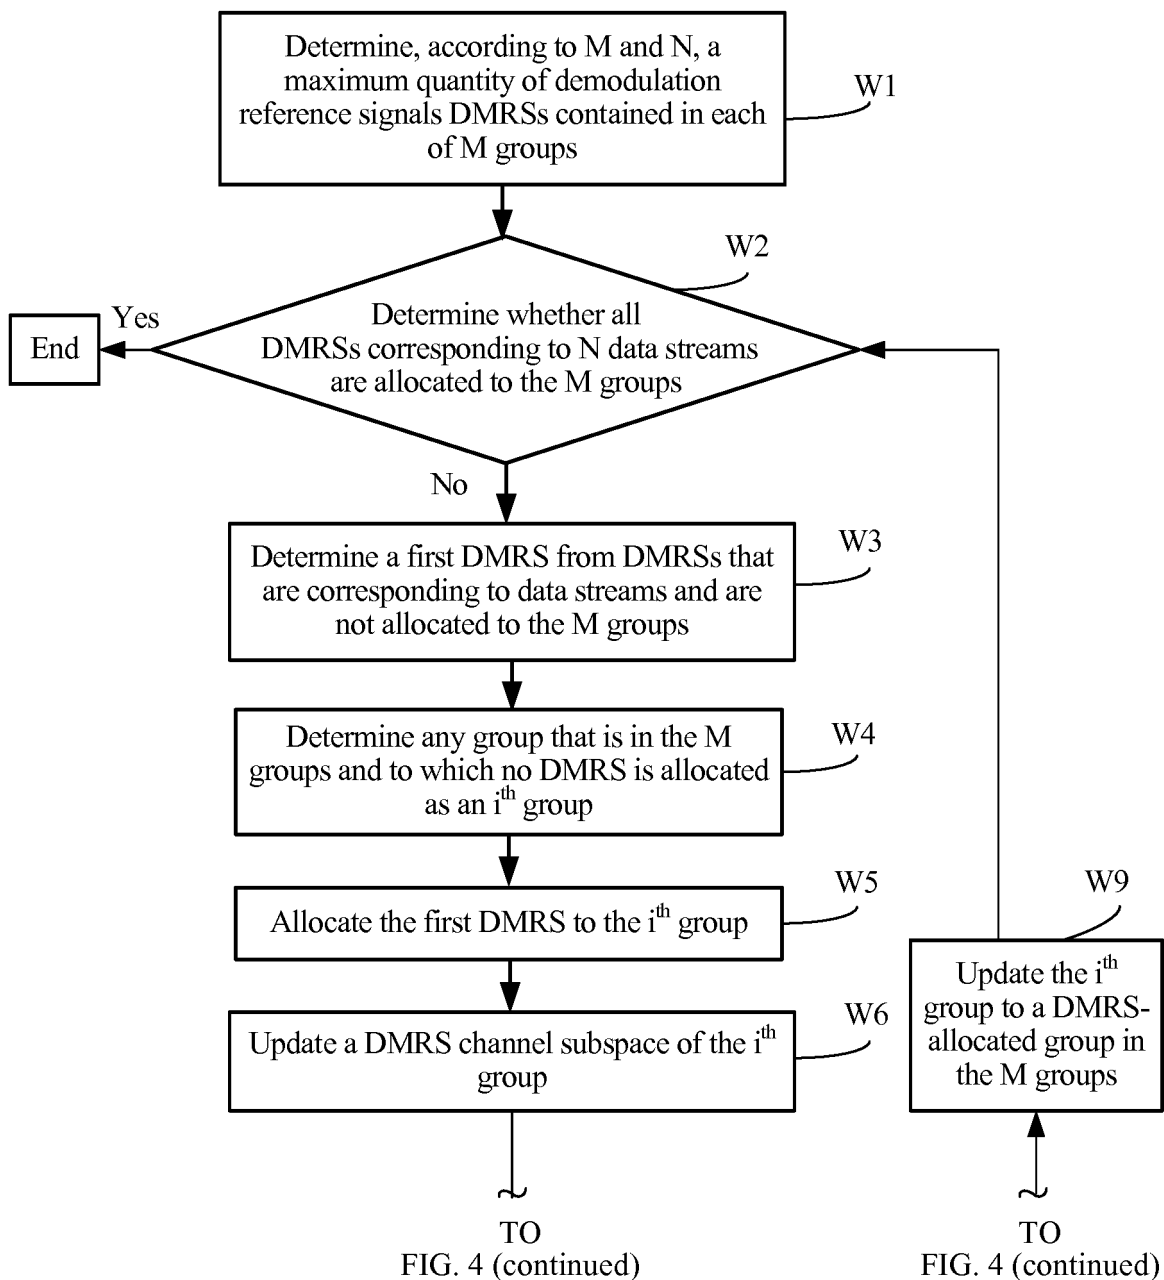 Determine, according to M and N, a
maximum quantity of demodulation
reference signals DMRSs contained in each
of M groups
W1
W2
Determine whether all
DMRSs corresponding to N data streams
are allocated to the M groups
Yes
End
No
Determine a first DMRS from DMRSs that
are corresponding to data streams and are
not allocated to the M groups
W3
Determine any group that is in the M
groups and to which no DMRS is allocated
as an i^th group
W4
Allocate the first DMRS to the i^th group
W5
Update a DMRS channel subspace of the i^th
group
W6
W9
Update the i^th
group to a DMRS-
allocated group in
the M groups
TO
FIG. 4 (continued)
TO
FIG. 4 (continued)